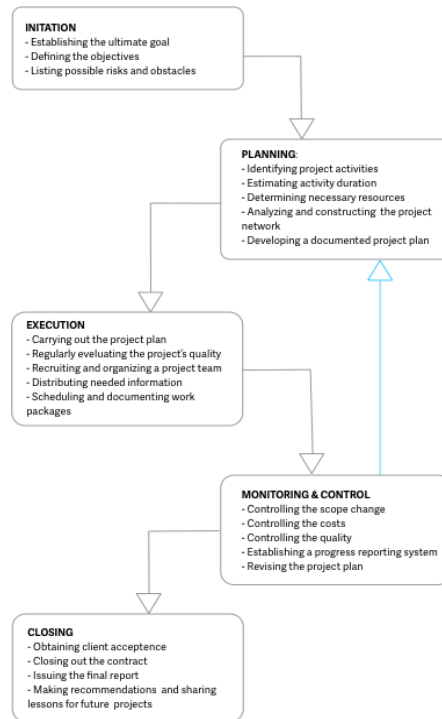 INITATION
- Establishing the ultimate goal
- Defining the objectives
- Listing possible risks and obstacles
PLANNING:
- Identifying project activities
- Estimating activity duration
- Determining necessary resources
- Analyzing and constructing the project
network
- Developing a documented project plan
EXECUTION
- Carrying out the project plan
- Regularly evaluating the project's quality
- Recruiting and organizing a project team
- Distributing needed information
- Scheduling and documenting work
packages
MONITORING & CONTROL
- Controlling the scope change
- Controlling the costs
- Controlling the quality
- Establishing a progress reporting system
- Revising the project plan
CLOSING
- Obtaining client acceptance
- Closing out the contract
- Issuing the final report
- Making recommendations and sharing
lessons for future projects